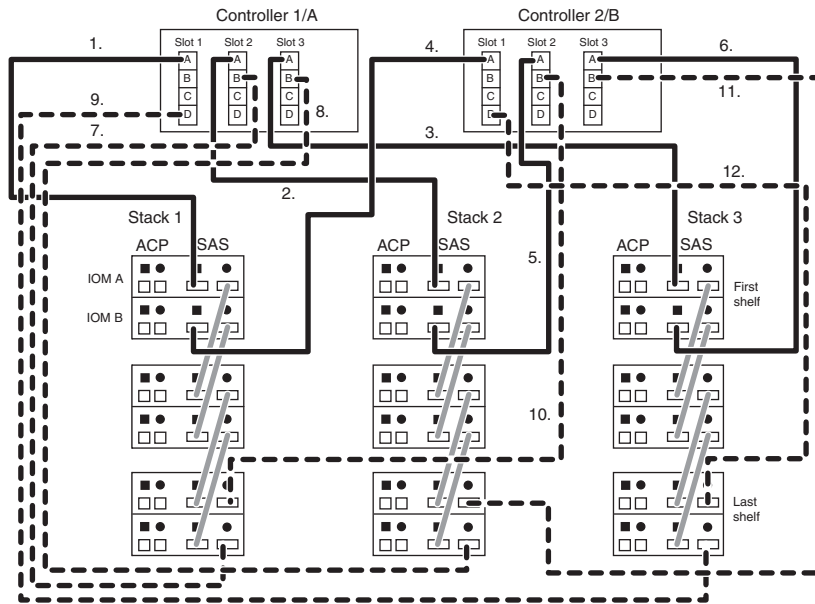 Controller 1/A
Controller 2/B
1.
Slot 1
Slot 2
Slot 3
4.
Slot 1
Slot 2
Slot 3
6.
A
A
A
A
A
A
B
B
B
B
B
B
11.
9.
C
C
C
C
C
C
7.
D
D
D
8.
D
D
D
3.
12.
2.
Stack 1
Stack 2
Stack 3
ACP
SAS
ACP
SAS
5.
ACP
SAS
IOM A
First
shelf
IOM B
10.
Last
shelf